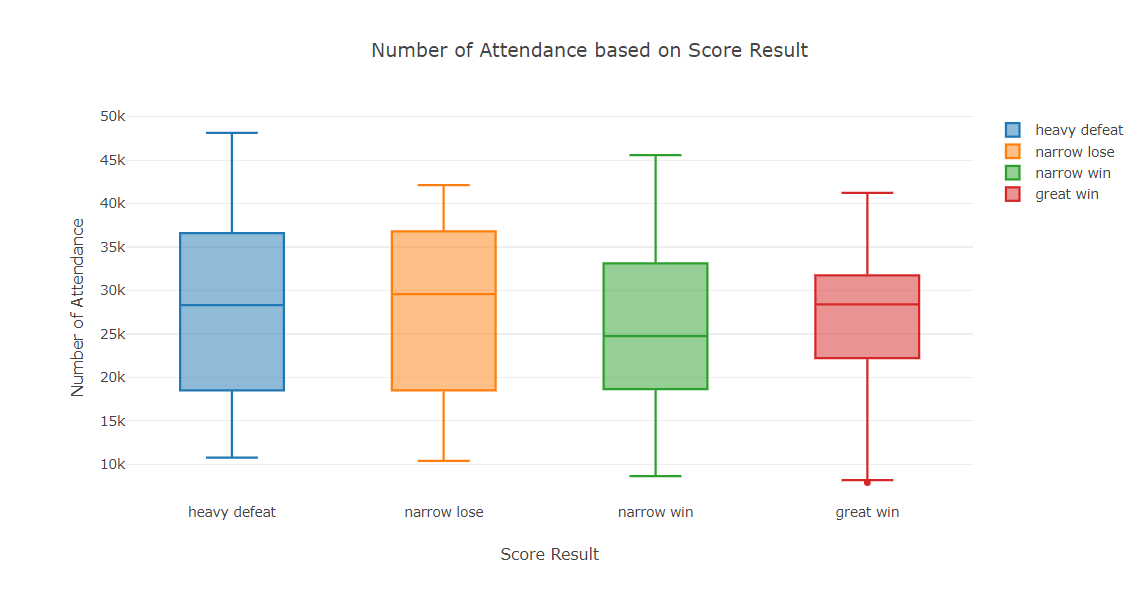 Number of Attendance based on Score Result
50k
45k
40k
35k
30k
25k
20k
15k
10k
Number of Attendance
heavy defeat
narrow lose
narrow win
great win
Score Result
heavy defeat
narrow lose
narrow win
great win